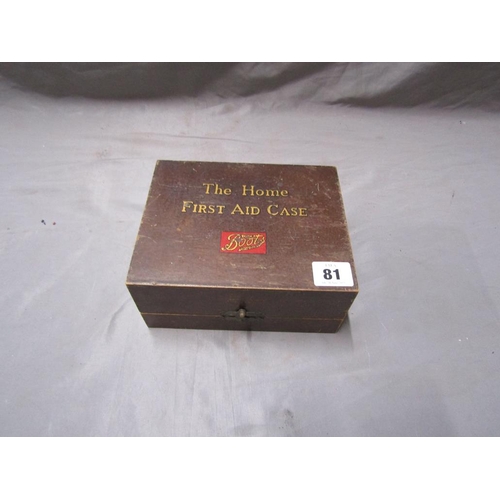 The Home
FIRST AID CASE
Boots
81